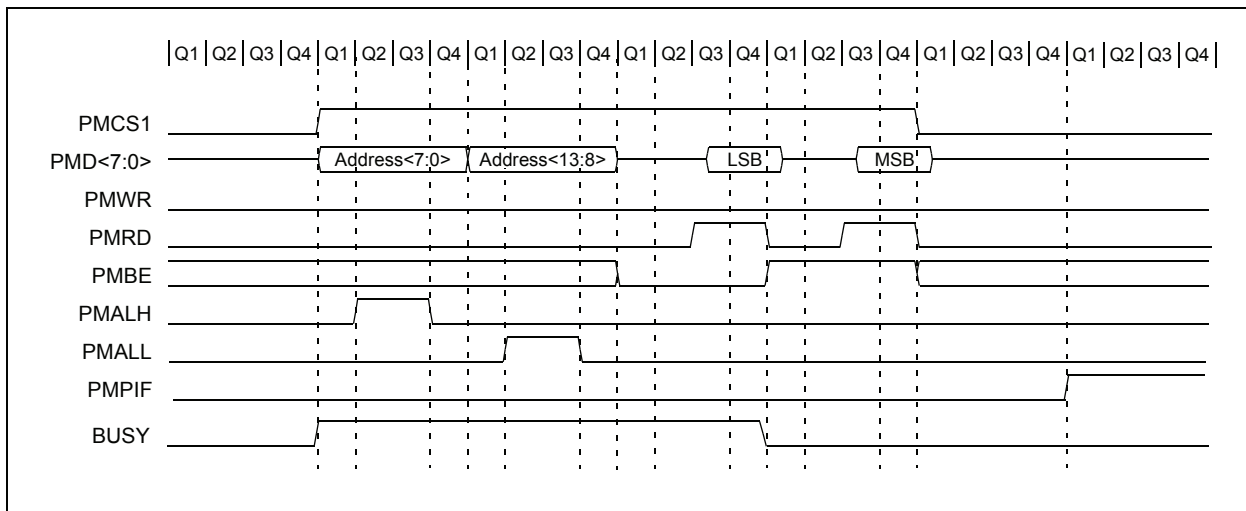 Q1 Q2 Q3 Q4 Q1 Q2 Q3 Q4 Q1 Q2 Q3 Q4 Q1 Q2 Q3 Q4 Q1 Q2 Q3 Q4 Q1 Q2 Q3 Q4 Q1 Q2 Q3 Q4
PMCS1
PMD<7:0> Address<7:0> Address<13:8> LSB MSB
PMWR
PMRD
PMBE
PMALH
PMALL
PMPIF
BUSY